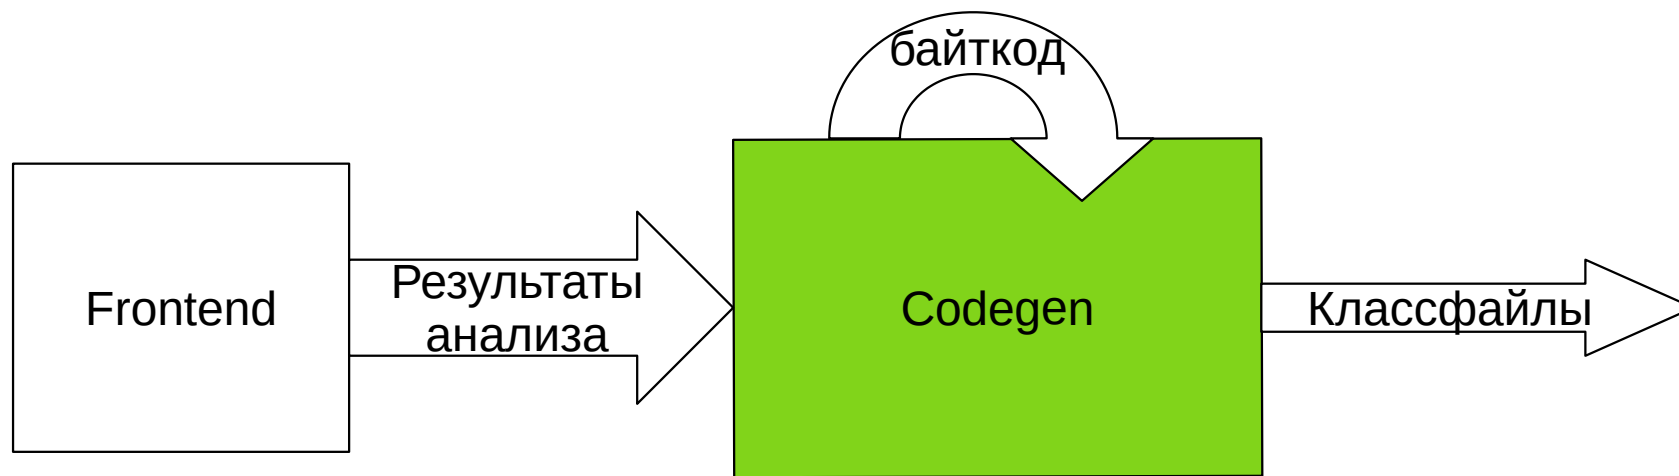 байткод
Frontend
Результаты
анализа
Codegen
Классфайлы